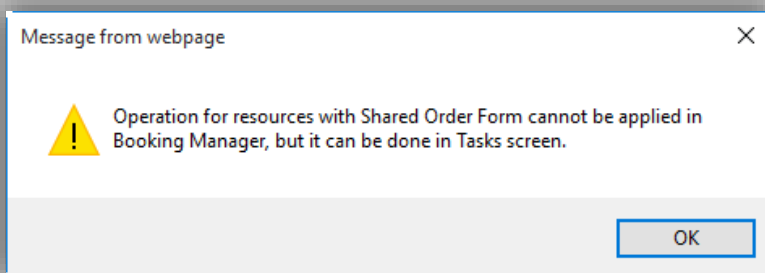 Message from webpage
Operation for resources with Shared Order Form cannot be applied in
Booking Manager, but it can be done in Tasks screen.
OK